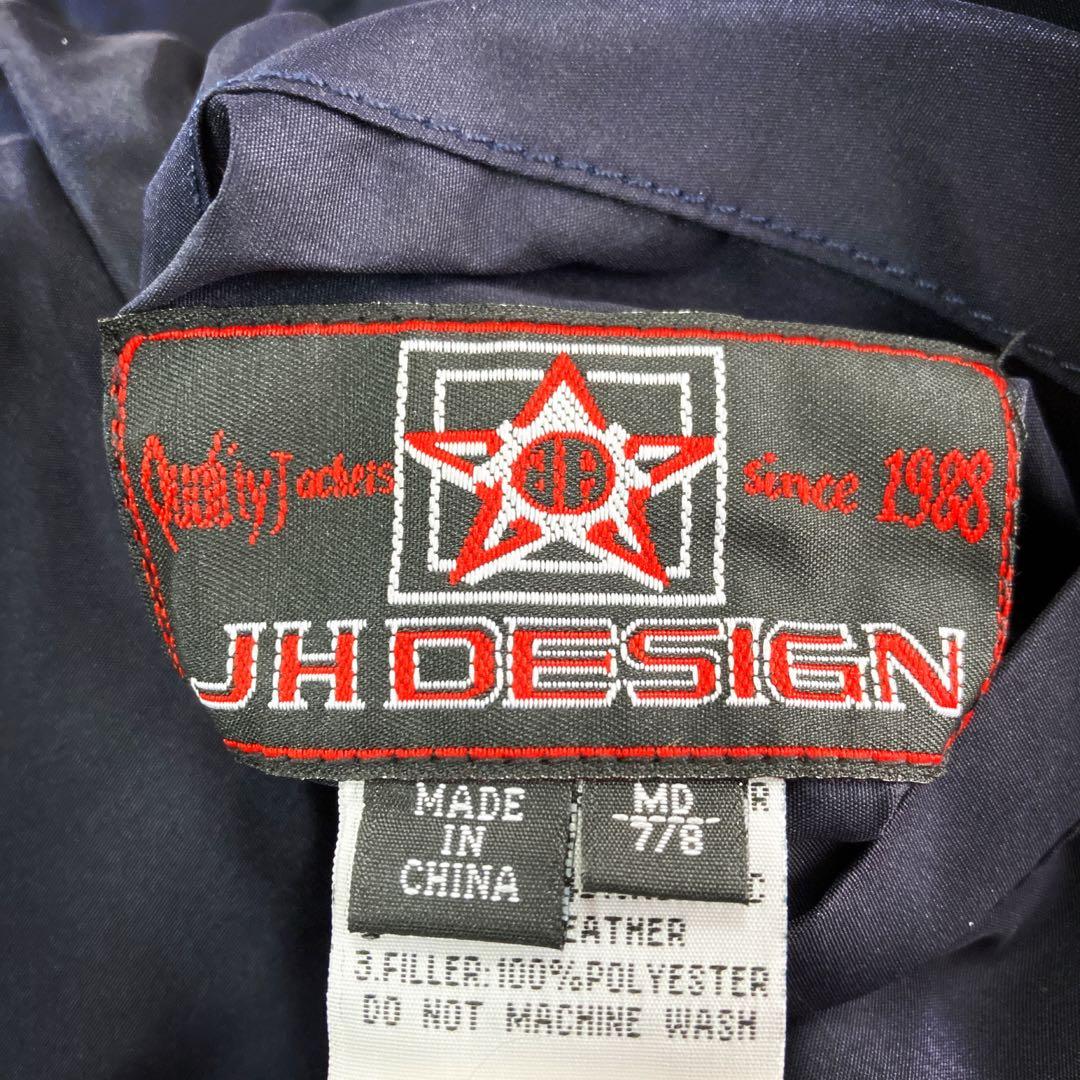 Quality Jackets
since 1988
JH DESIGN
MADE
IN
CHINA
MD
7/8
R
C
EATHER
3.FILLER:100%POLYESTER
DO NOT MACHINE WASH